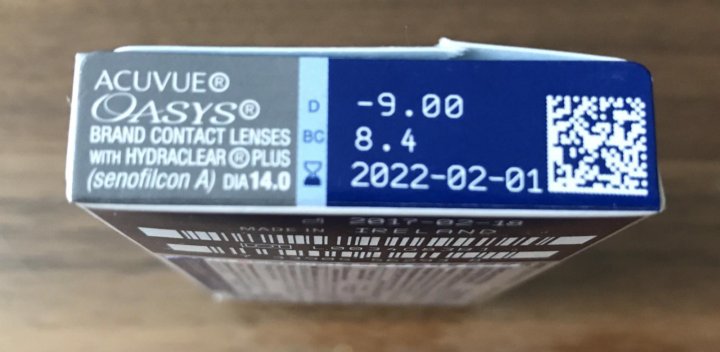 ACUVUE®
OASYS®
BRAND CONTACT LENSES
WITH HYDRACLEAR® PLUS
(senofilcon A) DIA 14.0
D -9.00
BC 8.4
2022-02-01
2017-02-18
MADE IN IRELAND
LOT